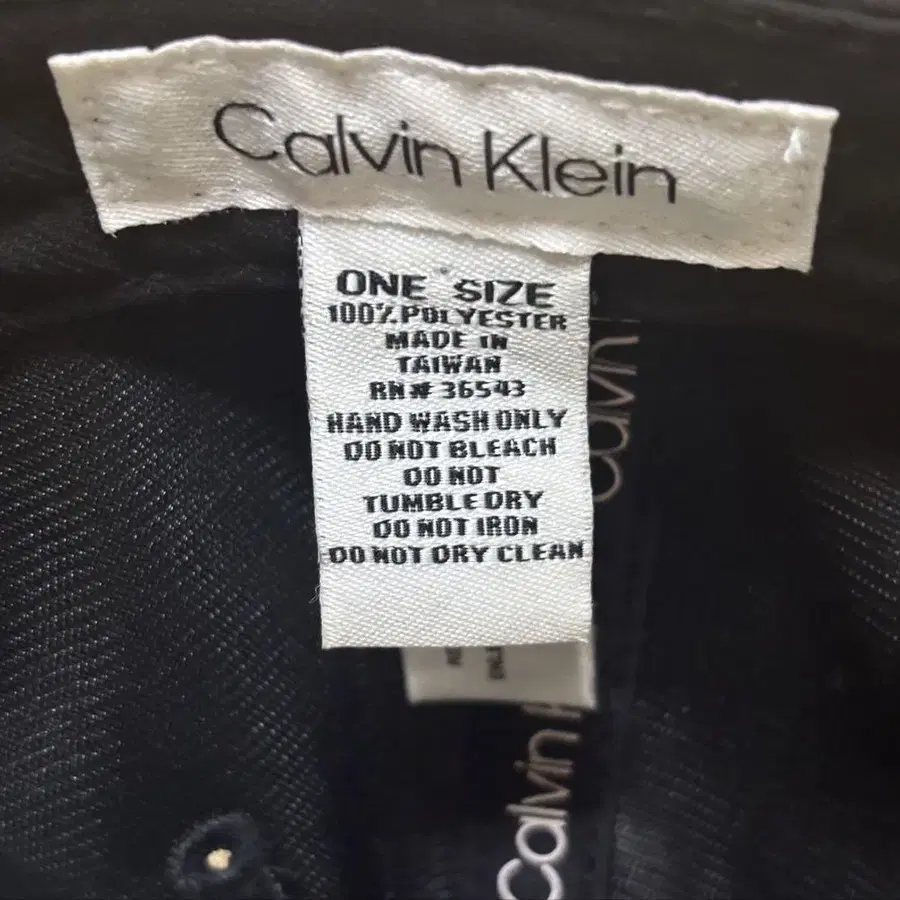 Calvin Klein
ONE SIZE
100% POLYESTER
MADE IN
TAIWAN
RN# 36543
HAND WASH ONLY
DO NOT BLEACH
DO NOT
TUMBLE DRY
DO NOT IRON
DO NOT DRY CLEAN
Calvin
Calvin